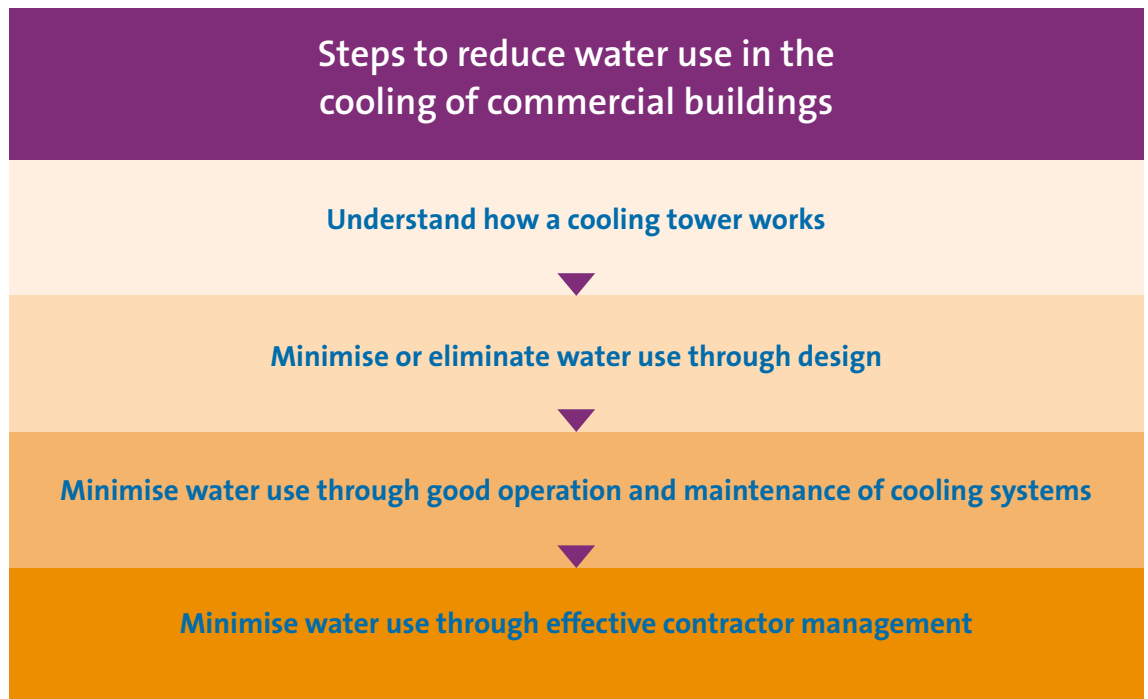 Steps to reduce water use in the
cooling of commercial buildings
Understand how a cooling tower works
Minimise or eliminate water use through design
Minimise water use through good operation and maintenance of cooling systems
Minimise water use through effective contractor management